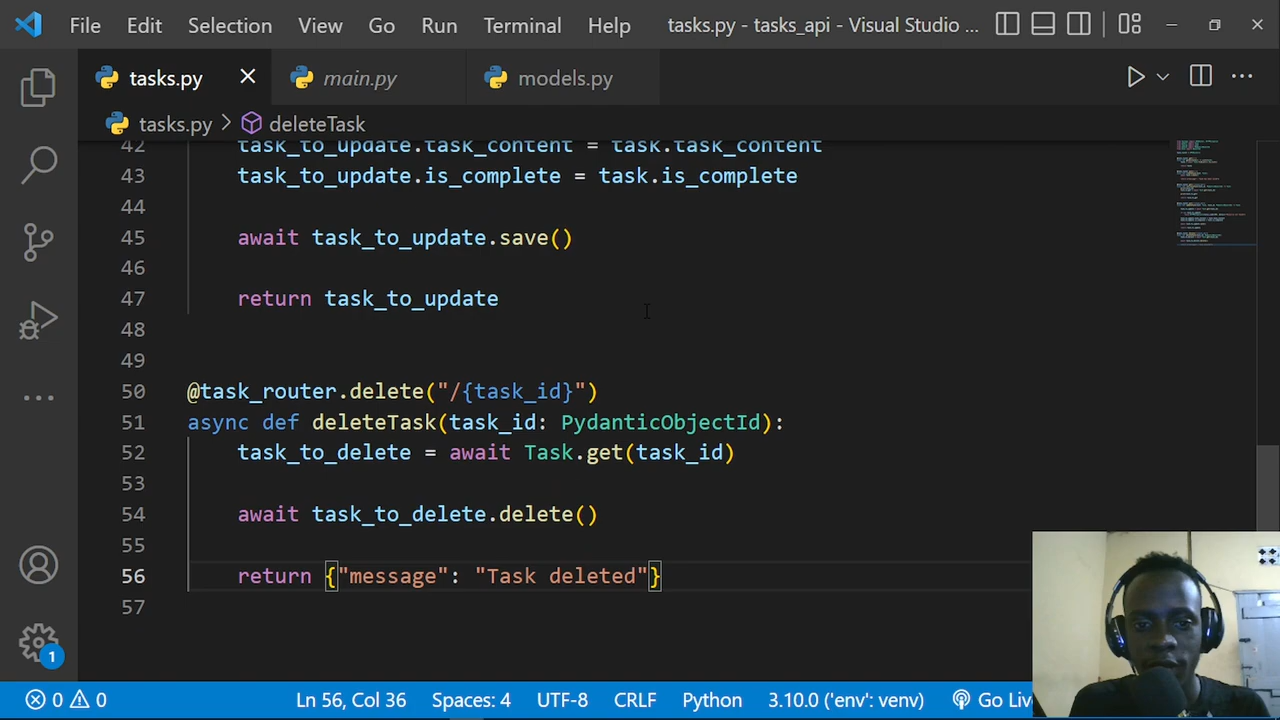 File Edit Selection View Go Run Terminal Help tasks.py - tasks_api - Visual Studio ...
tasks.py main.py models.py
tasks.py > deleteTask
42 task_to_update.task_content = task.task_content
43 task_to_update.is_complete = task.is_complete
44
45 await task_to_update.save()
46
47 return task_to_update
48
49
50 @task_router.delete("/{task_id}")
51 async def deleteTask(task_id: PydanticObjectId):
52 task_to_delete = await Task.get(task_id)
53
54 await task_to_delete.delete()
55
56 return {"message": "Task deleted"}
57
1
0 0 Ln 56, Col 36 Spaces: 4 UTF-8 CRLF Python 3.10.0 ('env': venv) Go Liv